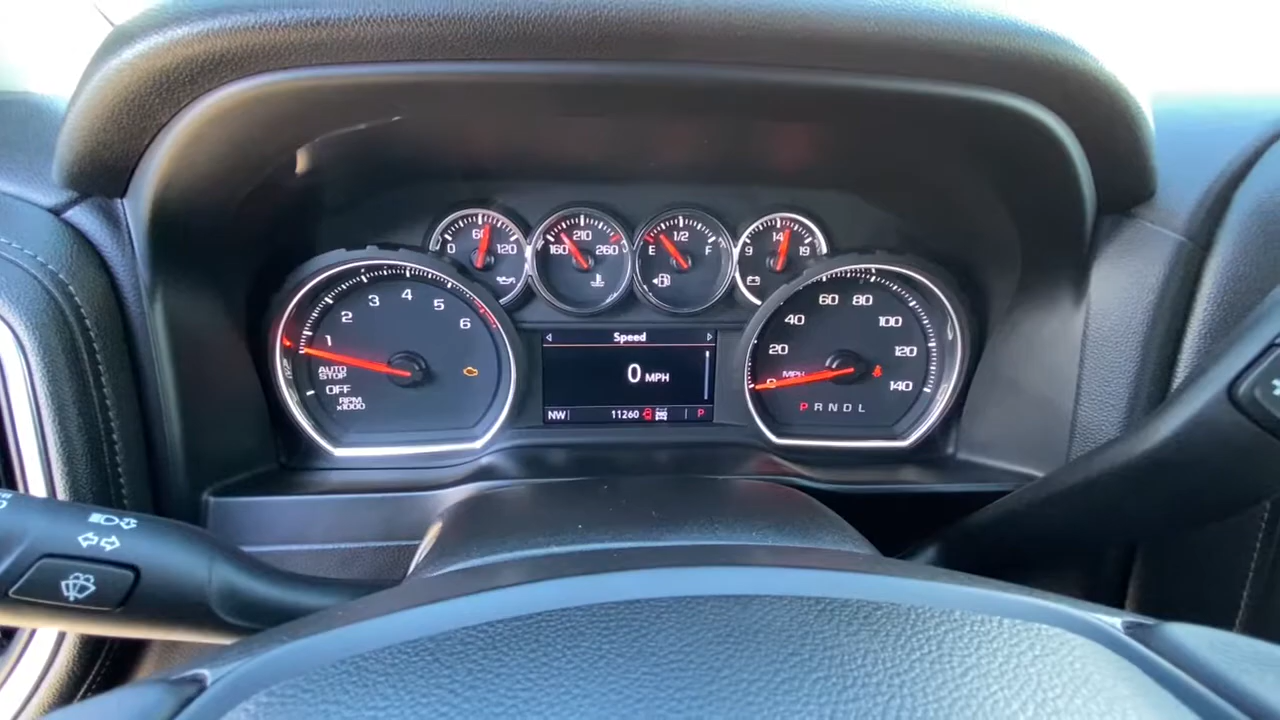 0 60 120
160 210 260
E 1/2 F
9 14 19
1 2 3 4 5 6
AUTO
STOP
OFF
RPM
x1000
Speed
0 MPH
NW 11260 P
0 20 40 60 80 100 120 140
MPH
P R N D L